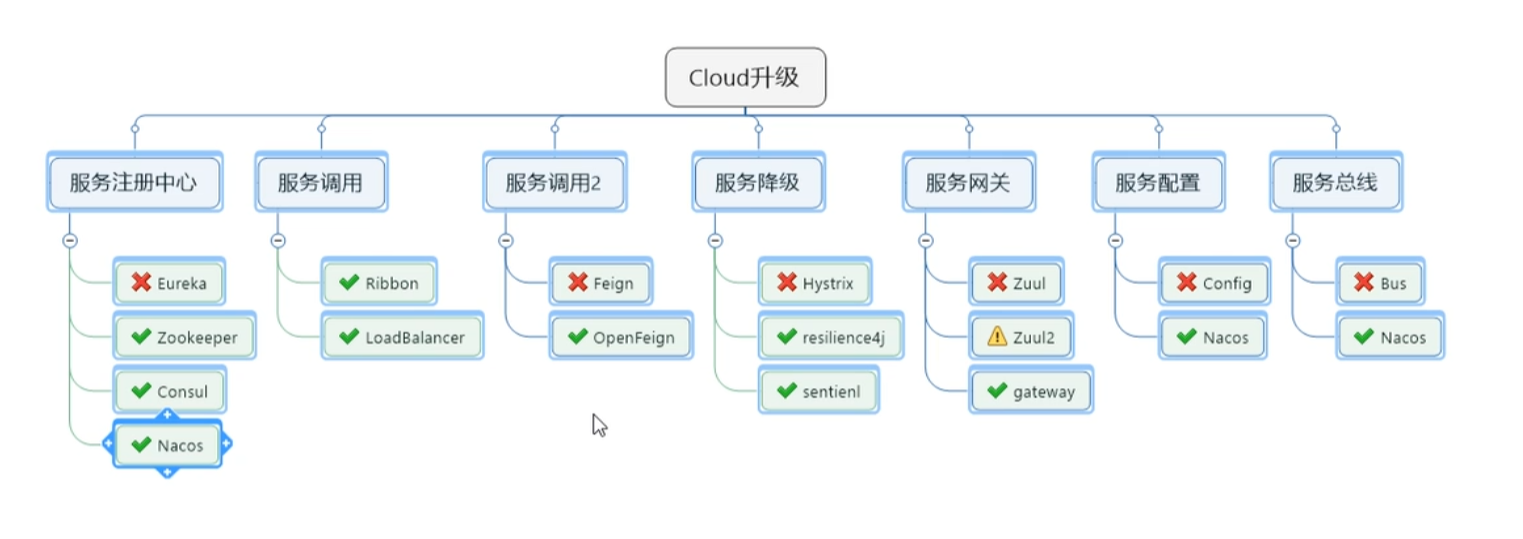 Cloud升级
服务注册中心
Eureka
Zookeeper
Consul
Nacos
服务调用
Ribbon
LoadBalancer
服务调用2
Feign
OpenFeign
服务降级
Hystrix
resilience4j
sentienl
服务网关
Zuul
Zuul2
gateway
服务配置
Config
Nacos
服务总线
Bus
Nacos